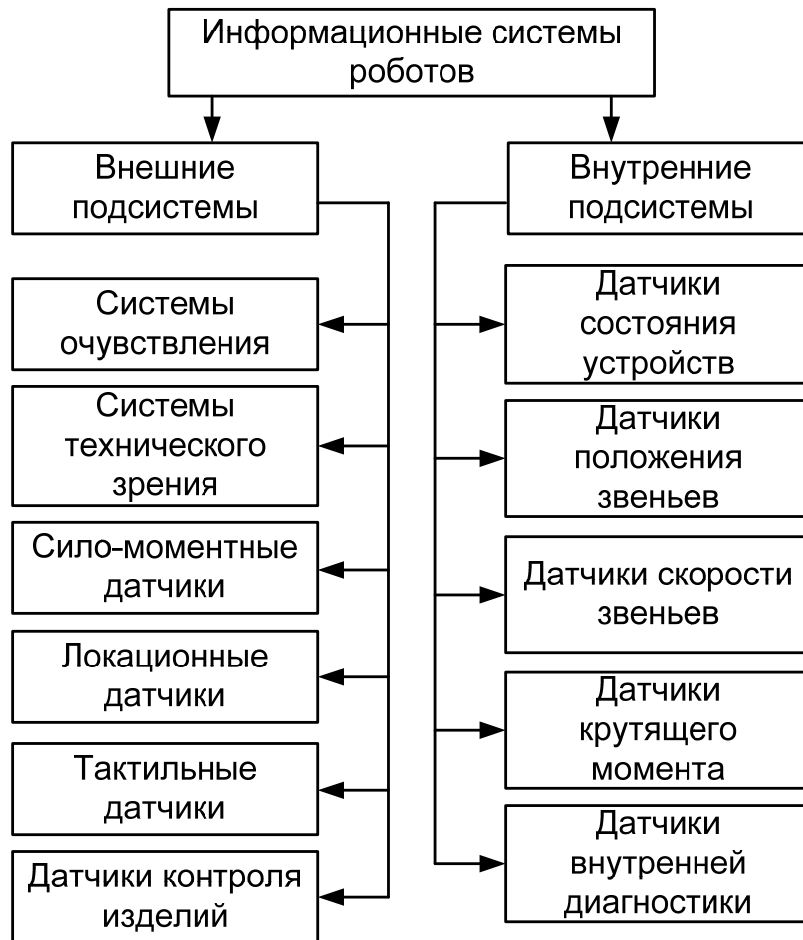 Информационные системы
роботов
Внешние
подсистемы
Внутренние
подсистемы
Системы
очувствления
Системы
технического
зрения
Сило-моментные
датчики
Локационные
датчики
Тактильные
датчики
Датчики контроля
изделий
Датчики
состояния
устройств
Датчики
положения
звеньев
Датчики скорости
звеньев
Датчики
крутящего
момента
Датчики
внутренней
диагностики